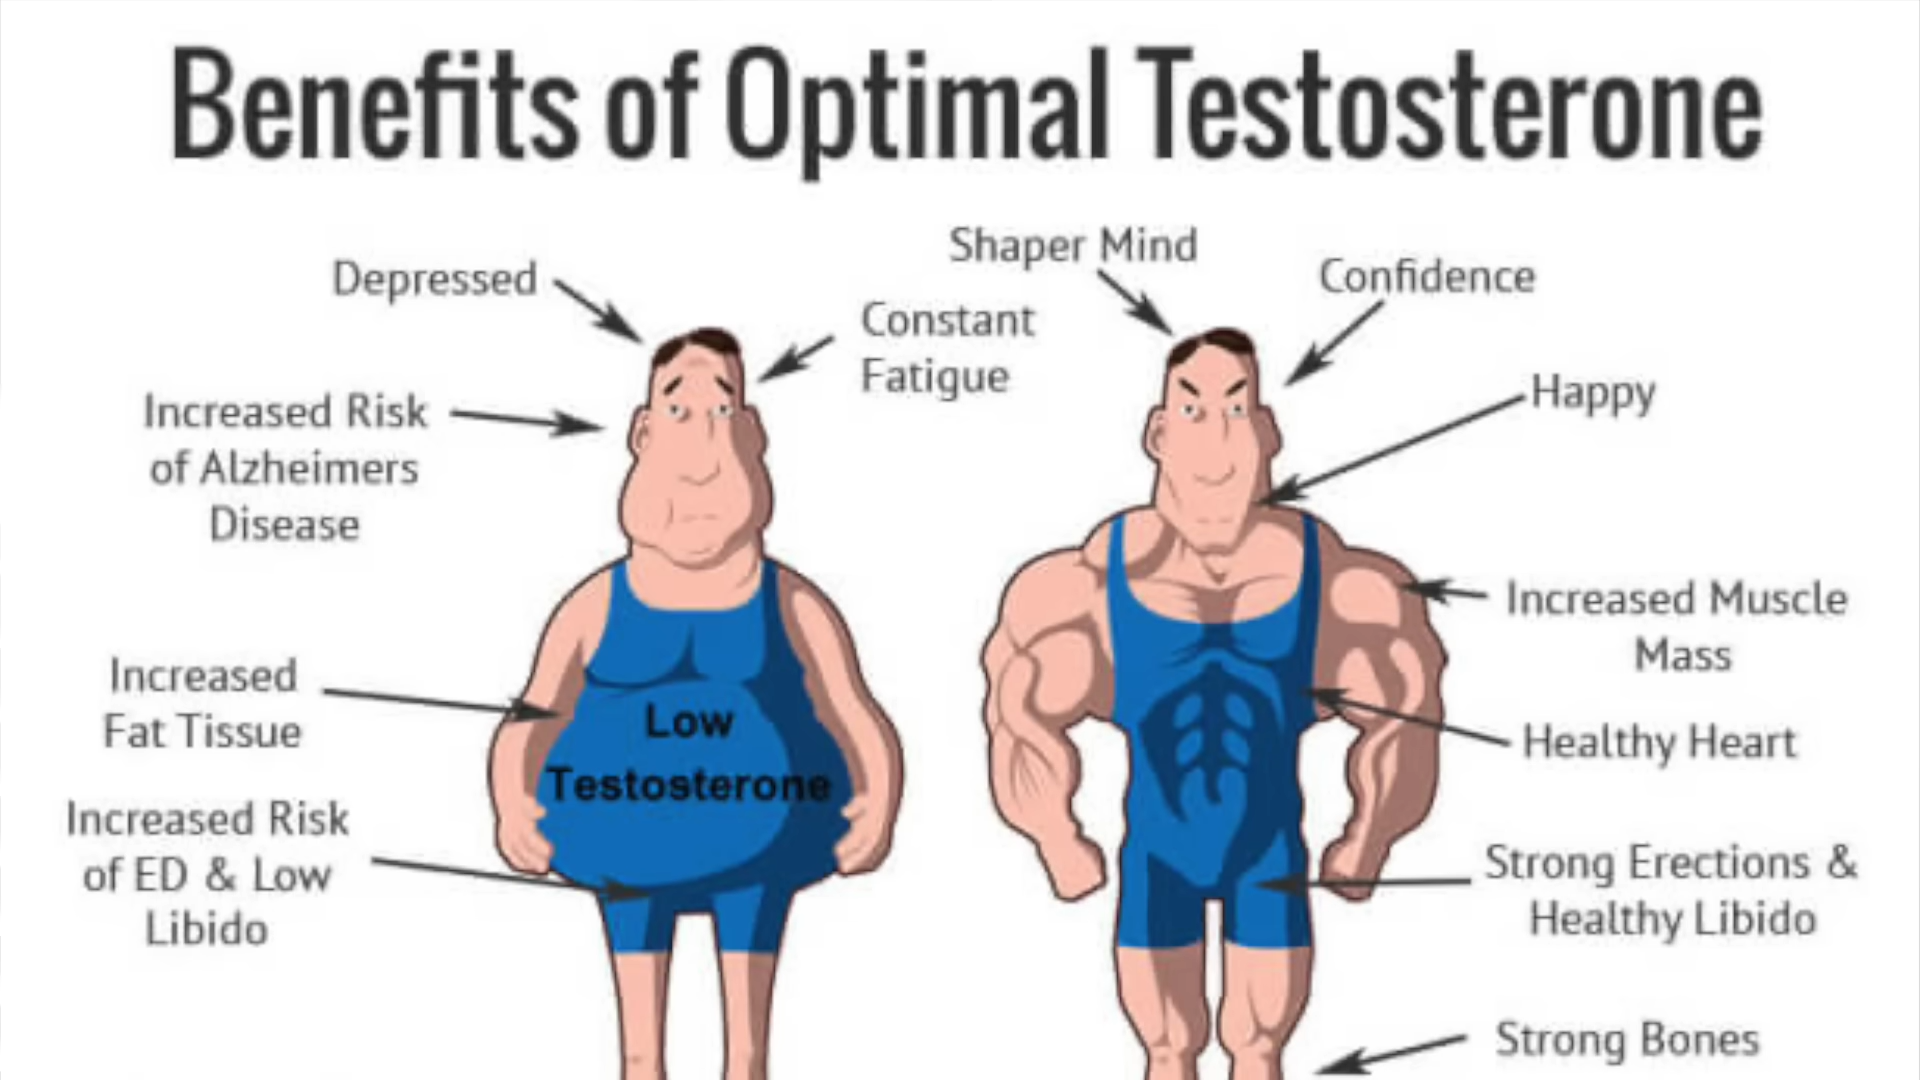 Benefits of Optimal Testosterone
Depressed
Constant
Fatigue
Increased Risk
of Alzheimers
Disease
Increased
Fat Tissue
Low
Testosterone
Increased Risk
of ED & Low
Libido
Shaper Mind
Confidence
Happy
Increased Muscle
Mass
Healthy Heart
Strong Erections &
Healthy Libido
Strong Bones